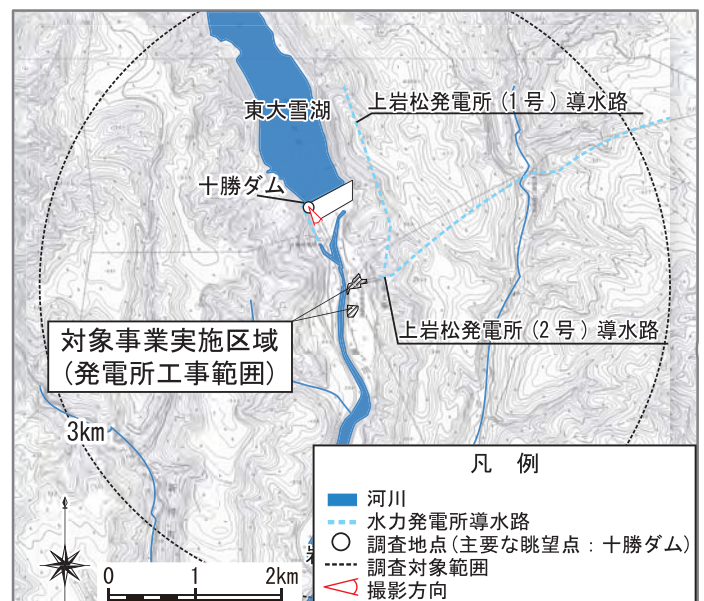 東大雪湖
上岩松発電所(1号)導水路
十勝ダム
上岩松発電所(2号)導水路
対象事業実施区域
(発電所工事範囲)
3km
凡 例
河川
水力発電所導水路
調査地点(主要な眺望点:十勝ダム)
調査対象範囲
撮影方向
0 1 2km